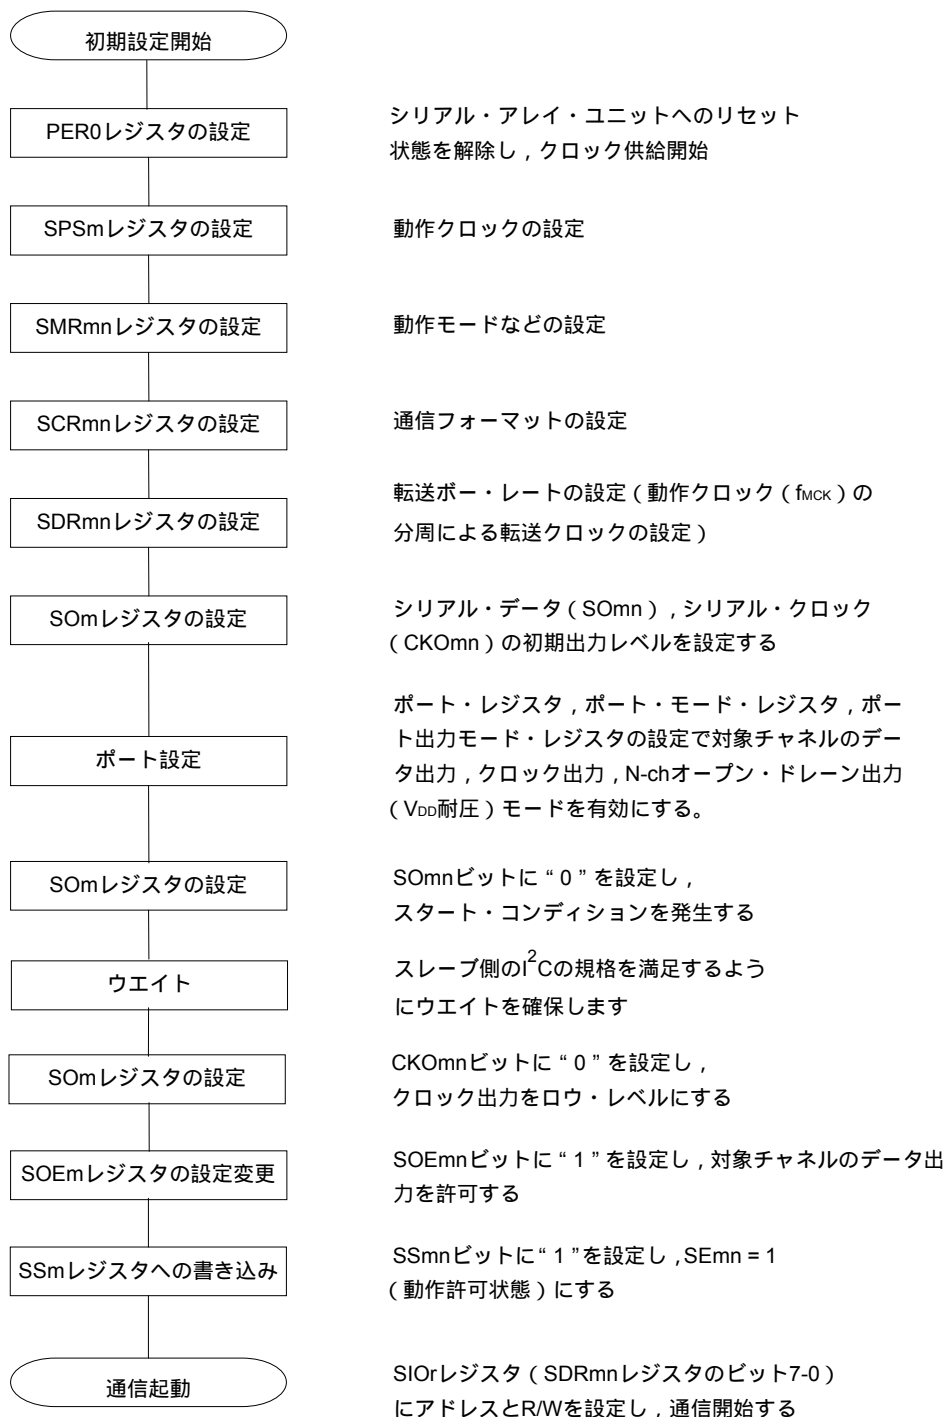 初期設定開始
PER0レジスタの設定
シリアル・アレイ・ユニットへのリセット
状態を解除し，クロック供給開始
SPSmレジスタの設定
動作クロックの設定
SMRmnレジスタの設定
動作モードなどの設定
SCRmnレジスタの設定
通信フォーマットの設定
SDRmnレジスタの設定
転送ボー・レートの設定（動作クロック（fMCK）の
分周による転送クロックの設定）
SOmレジスタの設定
シリアル・データ（SOmn），シリアル・クロック
（CKOmn）の初期出力レベルを設定する
ポート設定
ポート・レジスタ，ポート・モード・レジスタ，ポー
ト出力モード・レジスタの設定で対象チャネルのデー
タ出力，クロック出力，N-chオープン・ドレーン出力
（VDD耐圧）モードを有効にする。
SOmレジスタの設定
SOmnビットに“0”を設定し，
スタート・コンディションを発生する
ウエイト
スレーブ側のI²Cの規格を満足するよう
にウエイトを確保します
SOmレジスタの設定
CKOmnビットに“0”を設定し，
クロック出力をロウ・レベルにする
SOEmレジスタの設定変更
SOEmnビットに“1”を設定し，対象チャネルのデータ出
力を許可する
SSmレジスタへの書き込み
SSmnビットに“1”を設定し，SEmn = 1
（動作許可状態）にする
通信起動
SIOrレジスタ（SDRmnレジスタのビット7-0）
にアドレスとR/Wを設定し，通信開始する